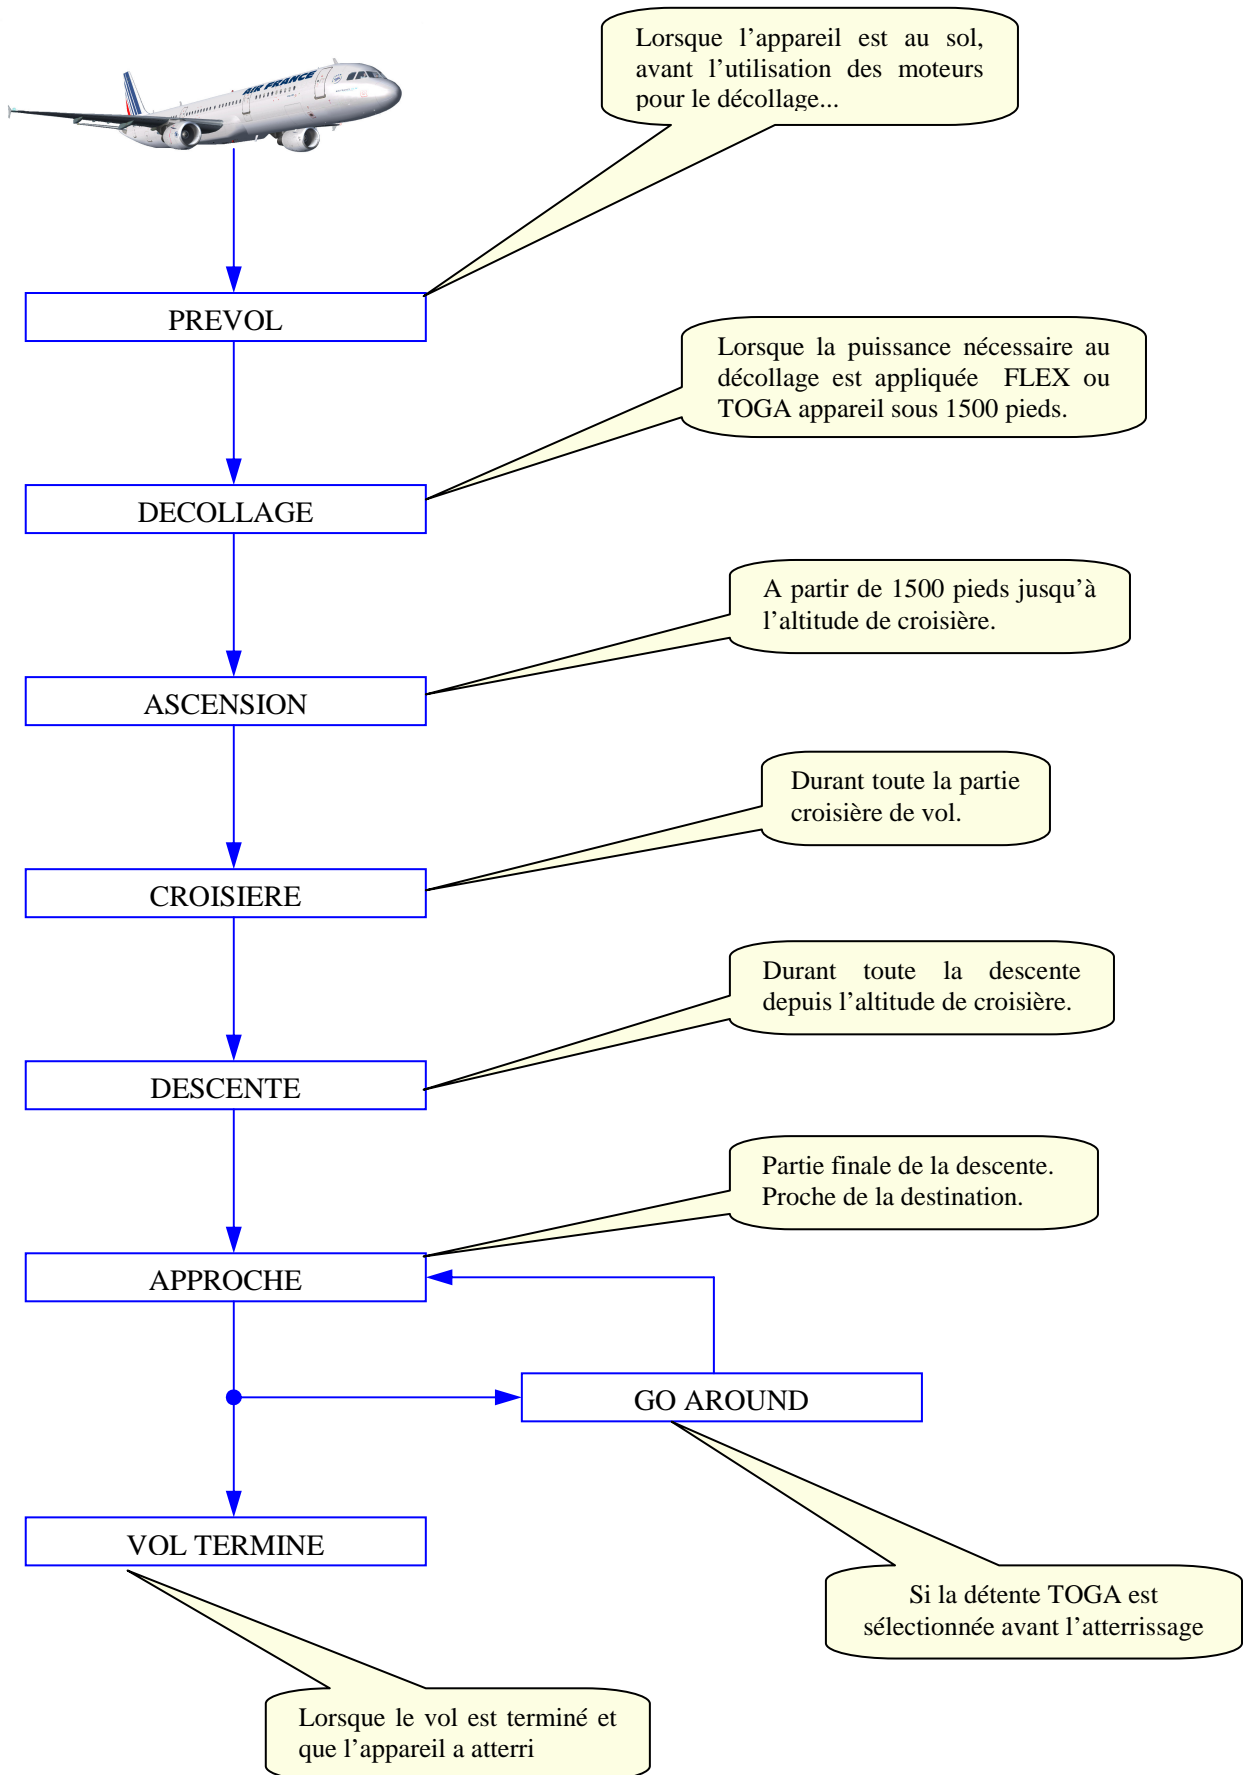 Lorsque l’appareil est au sol,
avant l’utilisation des moteurs
pour le décollage...
AIR FRANCE
PREVOL
Lorsque la puissance nécessaire au
décollage est appliquée FLEX ou
TOGA appareil sous 1500 pieds.
DECOLLAGE
A partir de 1500 pieds jusqu’à
l’altitude de croisière.
ASCENSION
Durant toute la partie
croisière de vol.
CROISIERE
Durant toute la descente
depuis l’altitude de croisière.
DESCENTE
Partie finale de la descente.
Proche de la destination.
APPROCHE
GO AROUND
VOL TERMINE
Si la détente TOGA est
sélectionnée avant l’atterrissage
Lorsque le vol est terminé et
que l’appareil a atterri